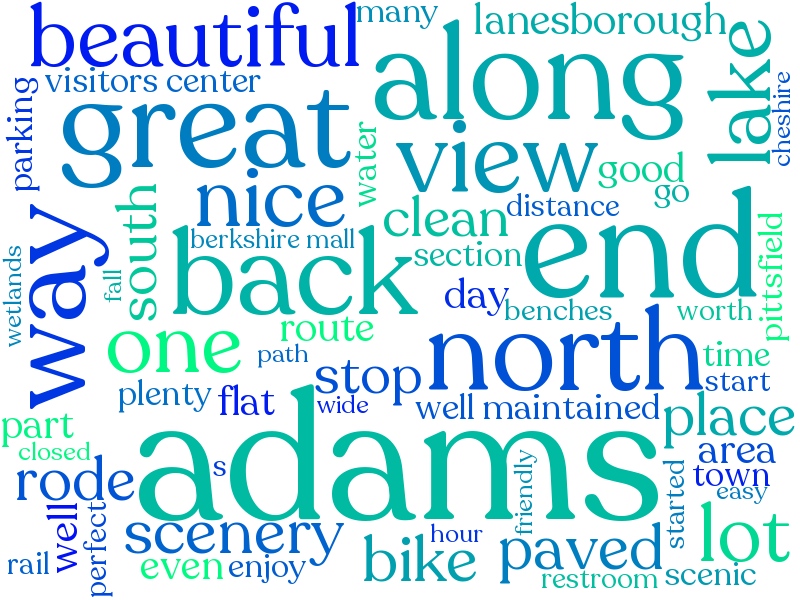 many
lanesborough
beautiful
along
lake
visitors center
parking
great
cheshire
view
water
good
go
nice
clean
distance
south
berkshire mall
section
end
back
way
wetlands
fall
day
benches
worth
pittsfield
one
route
path
north
time
stop
start
plenty
flat
wide
well maintained
place
part
closed
adams
area
rode
s
town
easy
well
perfect
scenery
hour
friendly
started
lot
bike
paved
rail
even
enjoy
restroom
scenic